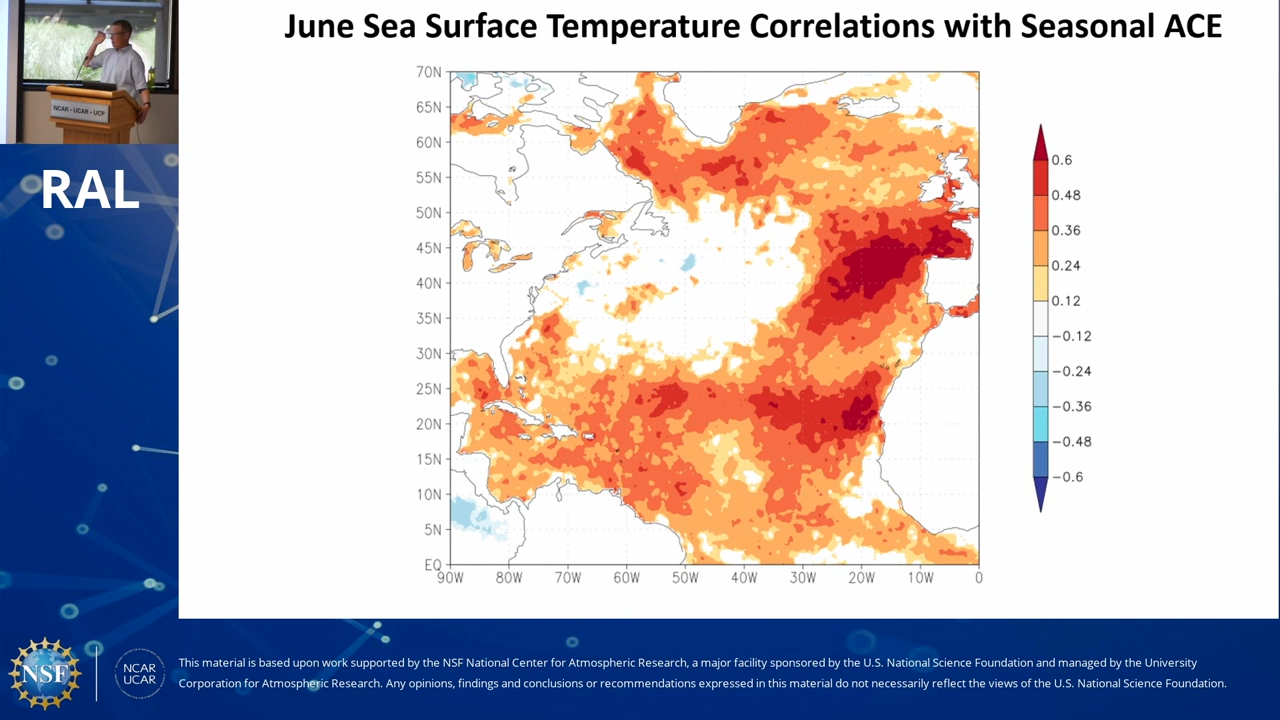 June Sea Surface Temperature Correlations with Seasonal ACE
NCAR • UCAR • UCP
RAL
70N
65N
60N
55N
50N
45N
40N
35N
30N
25N
20N
15N
10N
5N
EQ
90W 80W 70W 60W 50W 40W 30W 20W 10W 0
0.6
0.48
0.36
0.24
0.12
−0.12
−0.24
−0.36
−0.48
−0.6
NSF
NCAR
UCAR
This material is based upon work supported by the NSF National Center for Atmospheric Research, a major facility sponsored by the U.S. National Science Foundation and managed by the University
Corporation for Atmospheric Research. Any opinions, findings and conclusions or recommendations expressed in this material do not necessarily reflect the views of the U.S. National Science Foundation.